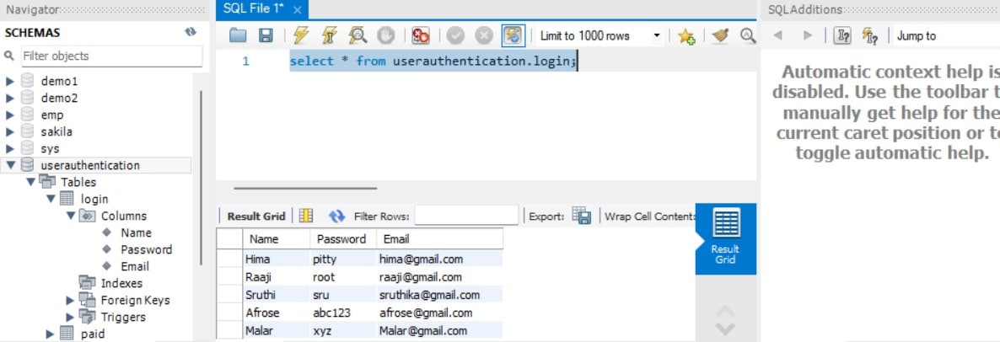 Navigator
SCHEMAS
Filter objects
demo1
demo2
emp
sakila
sys
userauthentication
Tables
login
Columns
Name
Password
Email
Indexes
Foreign Keys
Triggers
paid
SQL File 1* ×
Limit to 1000 rows
1 select * from userauthentication.login;
Result Grid Filter Rows: Export: Wrap Cell Content:
Name Password Email
Hima pitty hima@gmail.com
Raaji root raaji@gmail.com
Sruthi sru sruthika@gmail.com
Afrose abc123 afrose@gmail.com
Malar xyz Malar@gmail.com
Result
Grid
SQLAdditions
Jump to
Automatic context help is
disabled. Use the toolbar t
manually get help for the
current caret position or to
toggle automatic help.